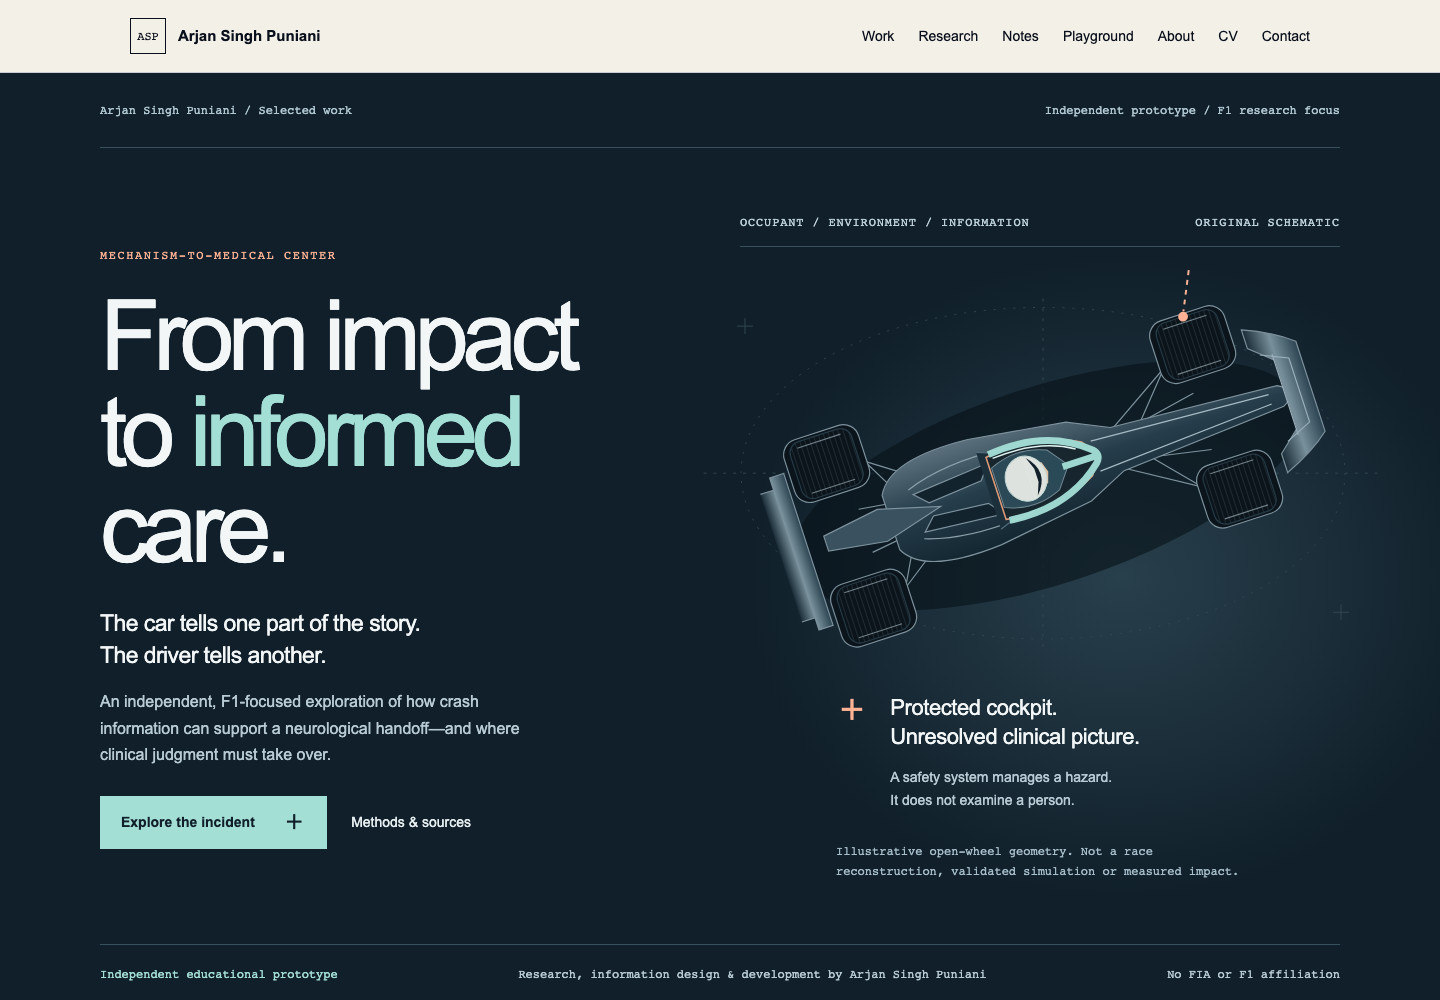 ASP
Arjan Singh Puniani
Work
Research
Notes
Playground
About
CV
Contact
Arjan Singh Puniani / Selected work
Independent prototype / F1 research focus
MECHANISM-TO-MEDICAL CENTER
From impact
to informed
care.
The car tells one part of the story.
The driver tells another.
An independent, F1-focused exploration of how crash
information can support a neurological handoff—and where
clinical judgment must take over.
Explore the incident +
Methods & sources
OCCUPANT / ENVIRONMENT / INFORMATION
ORIGINAL SCHEMATIC
Protected cockpit.
Unresolved clinical picture.
A safety system manages a hazard.
It does not examine a person.
Illustrative open-wheel geometry. Not a race
reconstruction, validated simulation or measured impact.
Independent educational prototype
Research, information design & development by Arjan Singh Puniani
No FIA or F1 affiliation